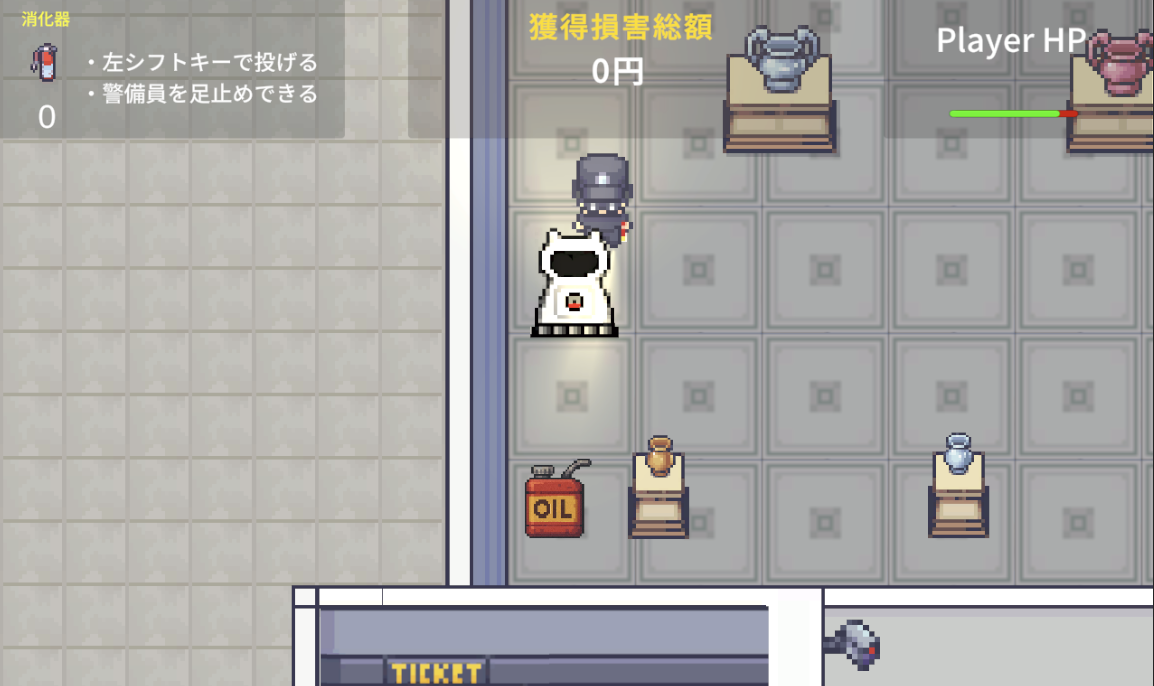 消化器
・左シフトキーで投げる
・警備員を足止めできる
0
獲得損害総額
0円
Player HP
OIL
TICKET